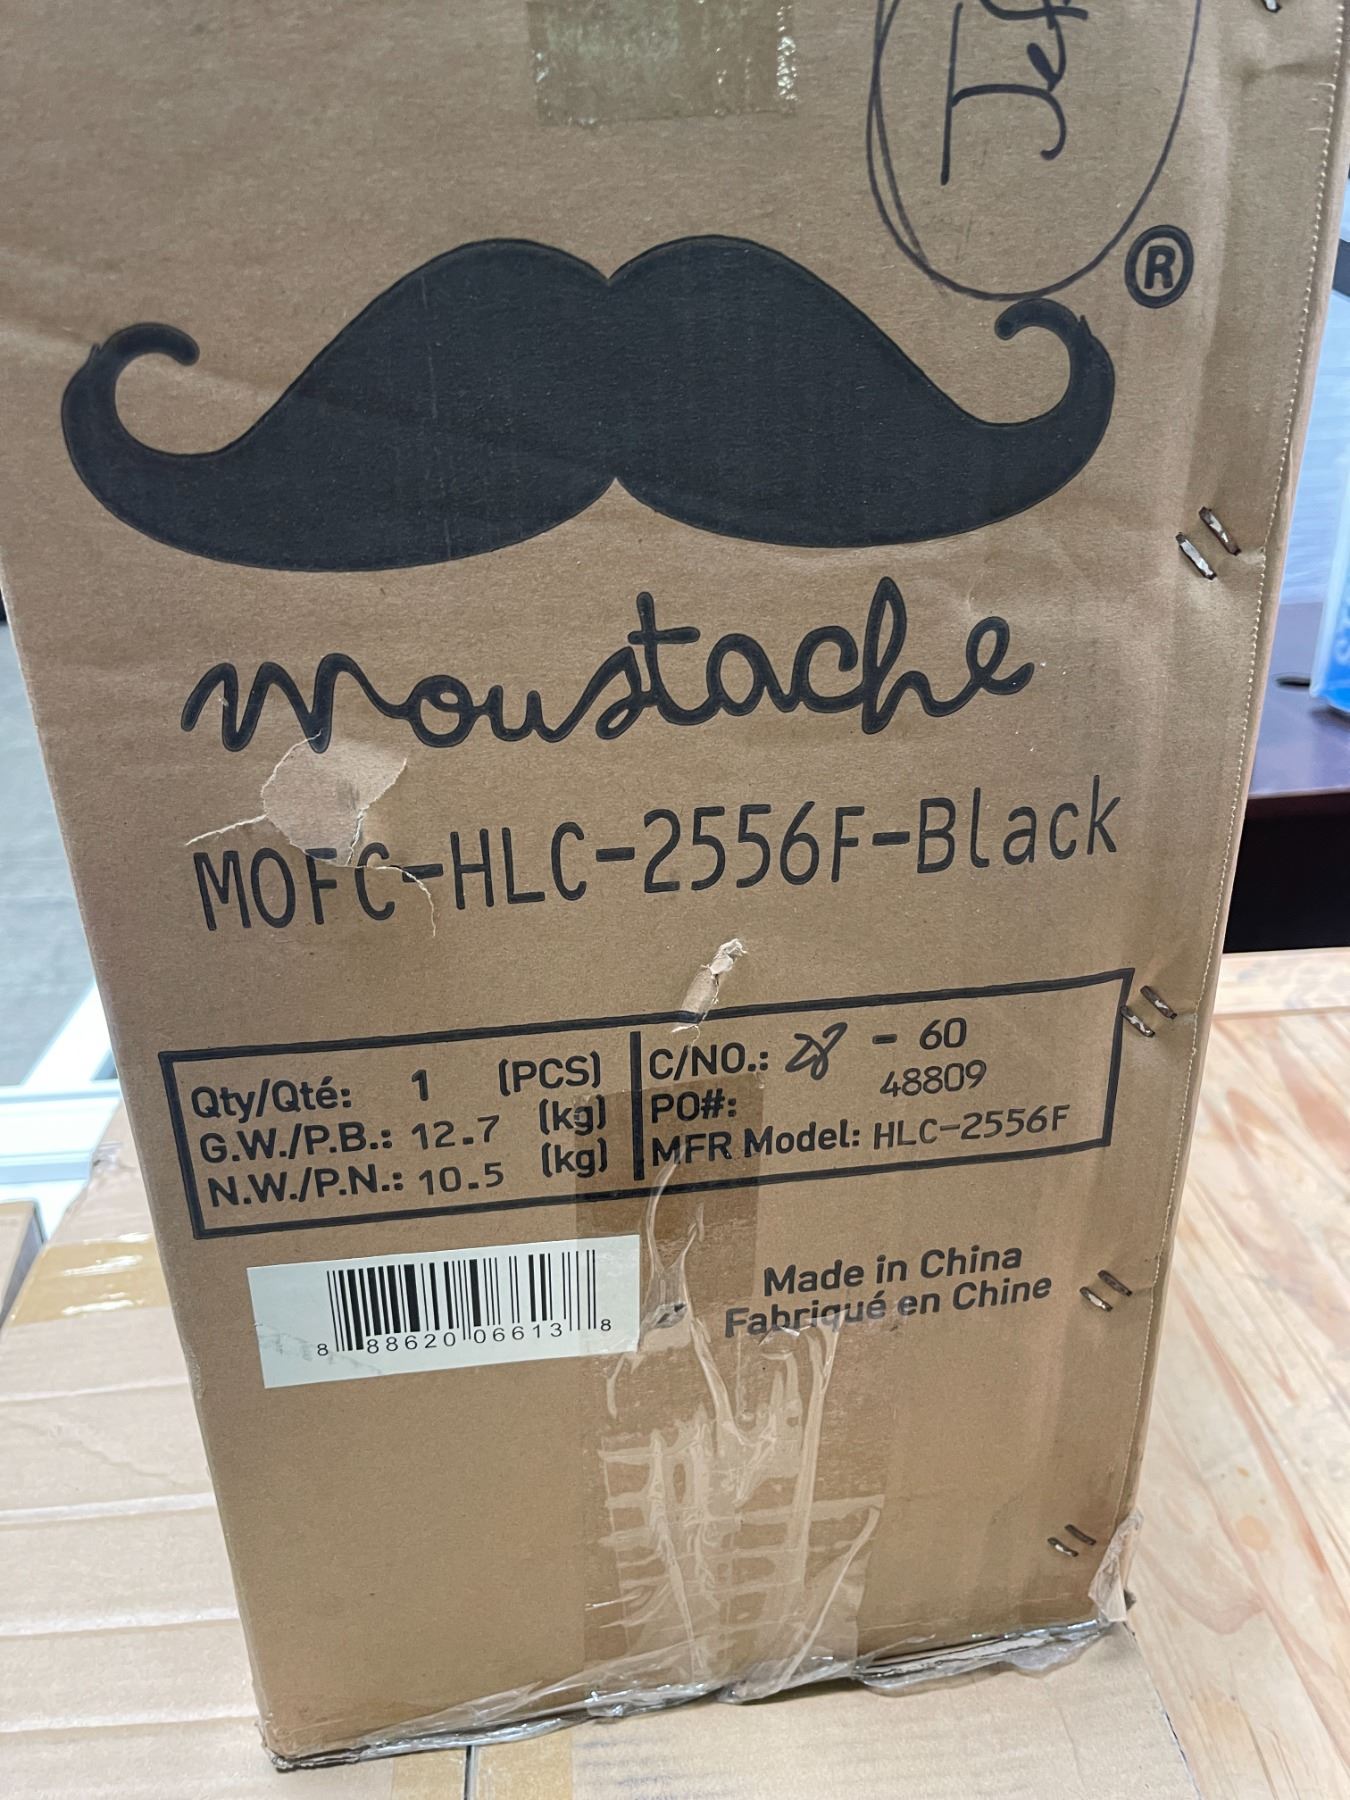 ®
moustache
MOFC-HLC-2556F-Black
Qty/Qté: 1 (PCS)
G.W./P.B.: 12.7 (kg)
N.W./P.N.: 10.5 (kg)
C/NO.: 28 - 60
PO#: 48809
MFR Model: HLC-2556F
8 88620 06613 8
Made in China
Fabriqué en Chine